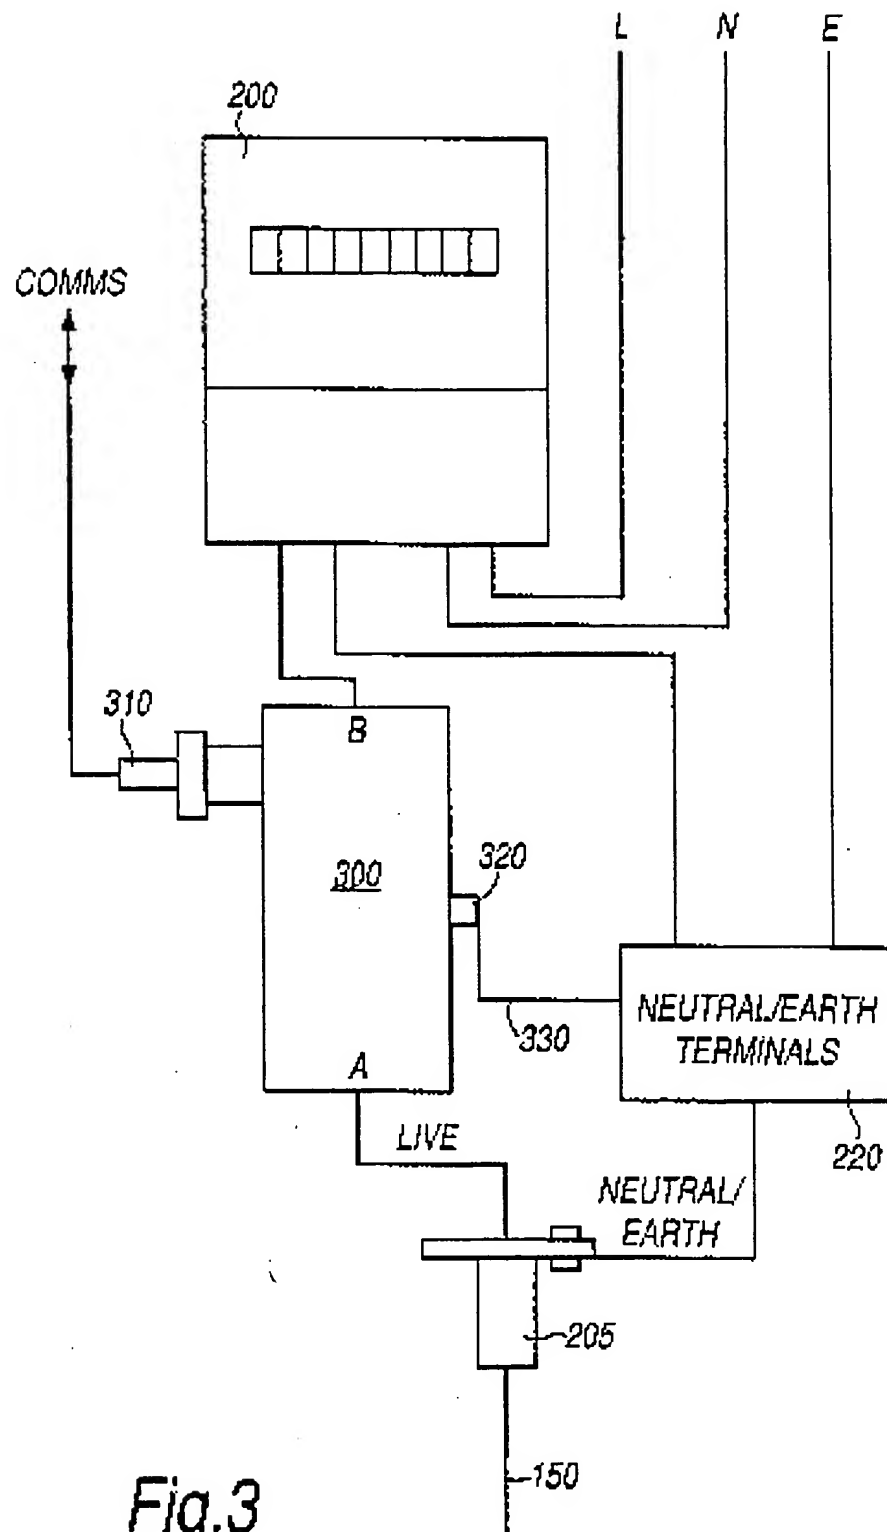 L N E
200
COMMS
310
B
300
320
330
NEUTRAL/EARTH
TERMINALS
220
A
LIVE
NEUTRAL/
EARTH
205
150
Fig.3